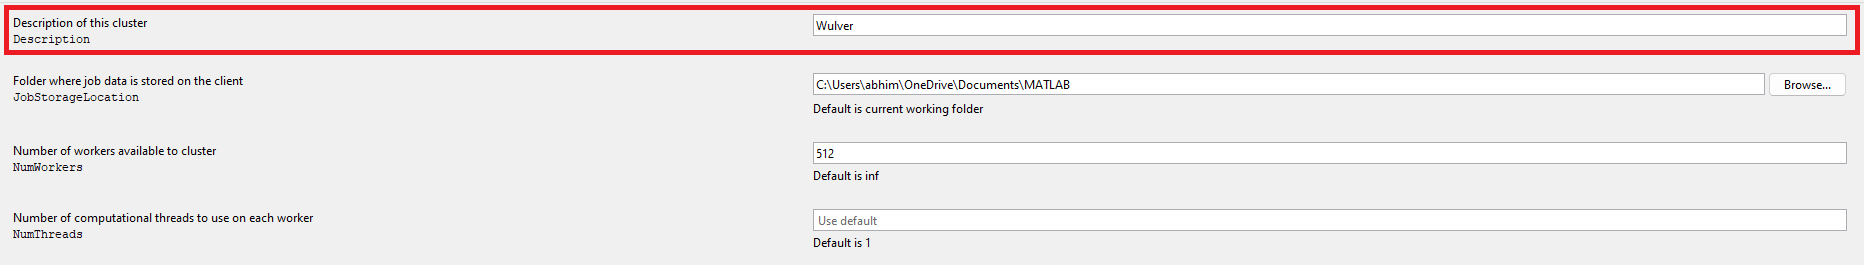 Description of this cluster
Wulver
Description
Folder where job data is stored on the client
C:\Users\abhim\OneDrive\Documents\MATLAB
Browse...
JobStorageLocation
Default is current working folder
Number of workers available to cluster
512
NumWorkers
Default is inf
Number of computational threads to use on each worker
Use default
NumThreads
Default is 1